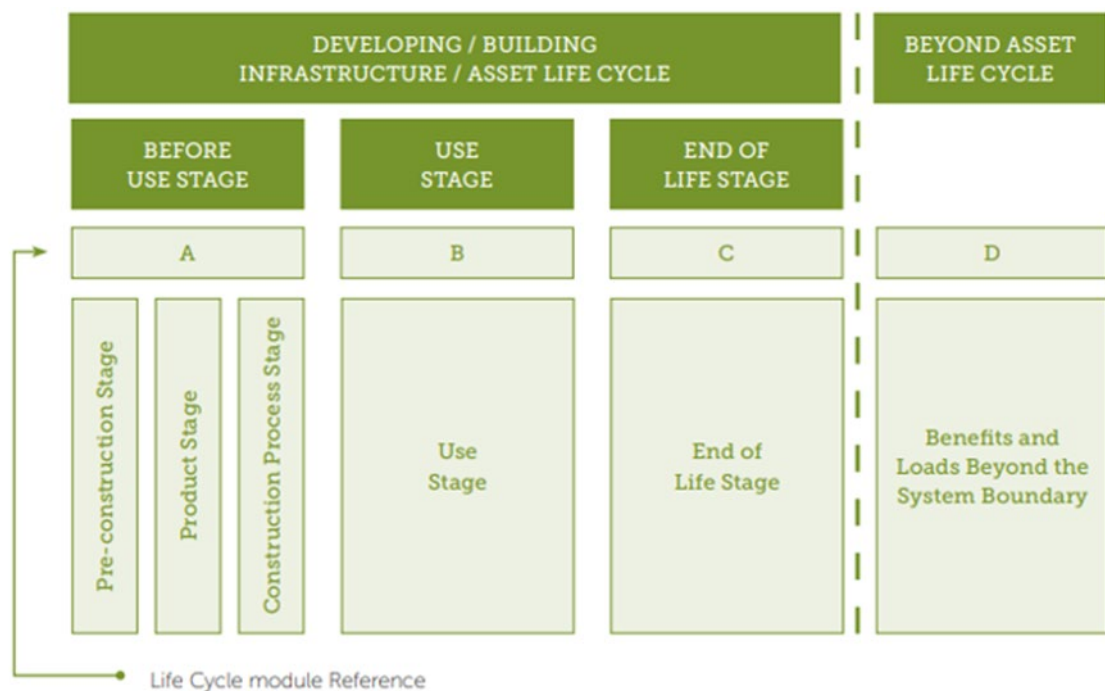 DEVELOPING / BUILDING
INFRASTRUCTURE / ASSET LIFE CYCLE
BEYOND ASSET
LIFE CYCLE
BEFORE
USE STAGE
USE
STAGE
END OF
LIFE STAGE
A
B
C
D
Pre-construction Stage
Product Stage
Construction Process Stage
Use
Stage
End of
Life Stage
Benefits and
Loads Beyond the
System Boundary
Life Cycle module Reference